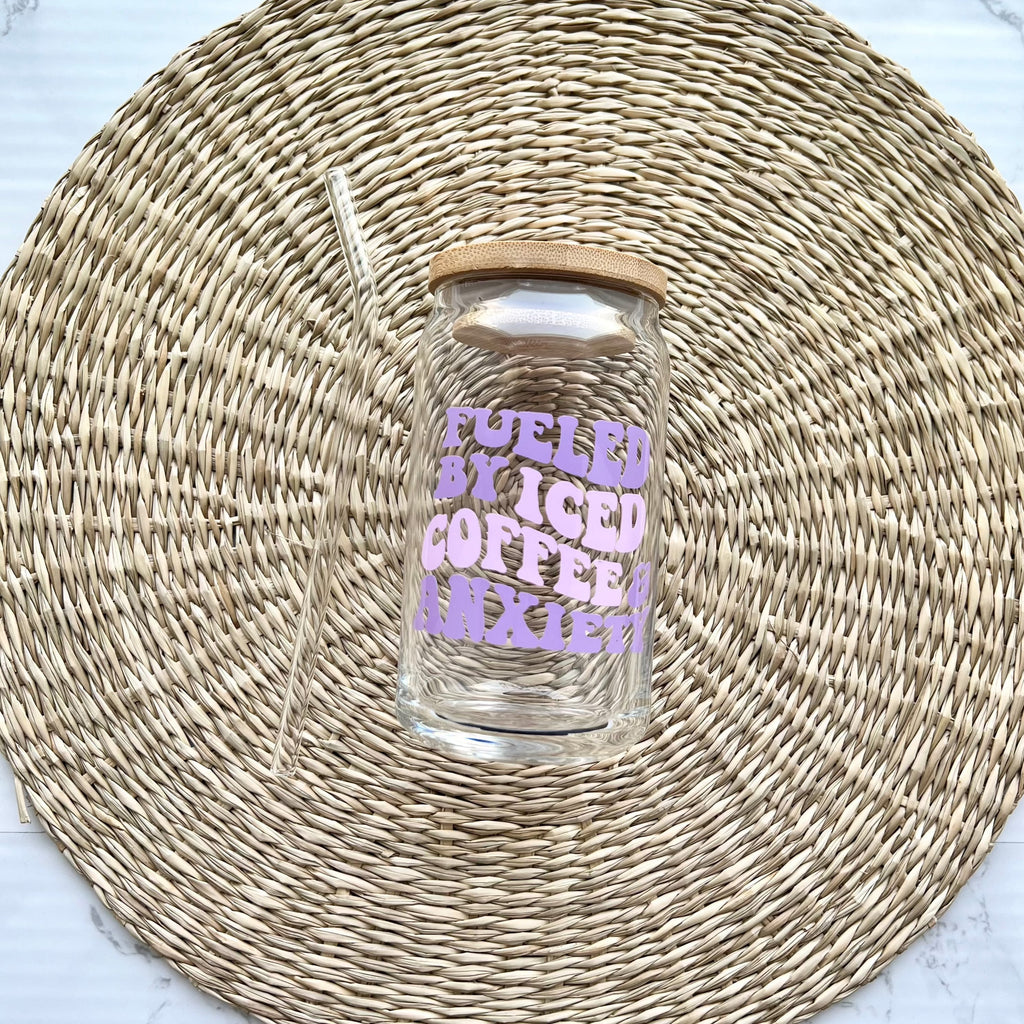 FUELED
BY ICED
COFFEE &
ANXIETY